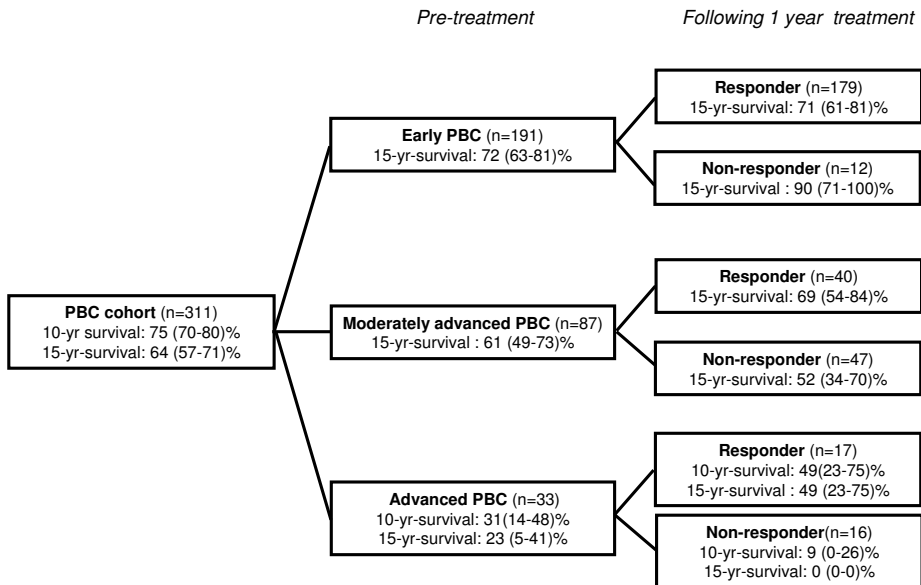 Pre-treatment
Following 1 year treatment
Responder (n=179)
15-yr-survival: 71 (61-81)%
Early PBC (n=191)
15-yr-survival: 72 (63-81)%
Non-responder (n=12)
15-yr-survival : 90 (71-100)%
PBC cohort (n=311)
10-yr survival: 75 (70-80)%
15-yr-survival: 64 (57-71)%
Moderately advanced PBC (n=87)
15-yr-survival : 61 (49-73)%
Responder (n=40)
15-yr-survival: 69 (54-84)%
Non-responder (n=47)
15-yr-survival: 52 (34-70)%
Advanced PBC (n=33)
10-yr-survival: 31(14-48)%
15-yr-survival: 23 (5-41)%
Responder (n=17)
10-yr-survival: 49(23-75)%
15-yr-survival : 49 (23-75)%
Non-responder(n=16)
10-yr-survival: 9 (0-26)%
15-yr-survival: 0 (0-0)%